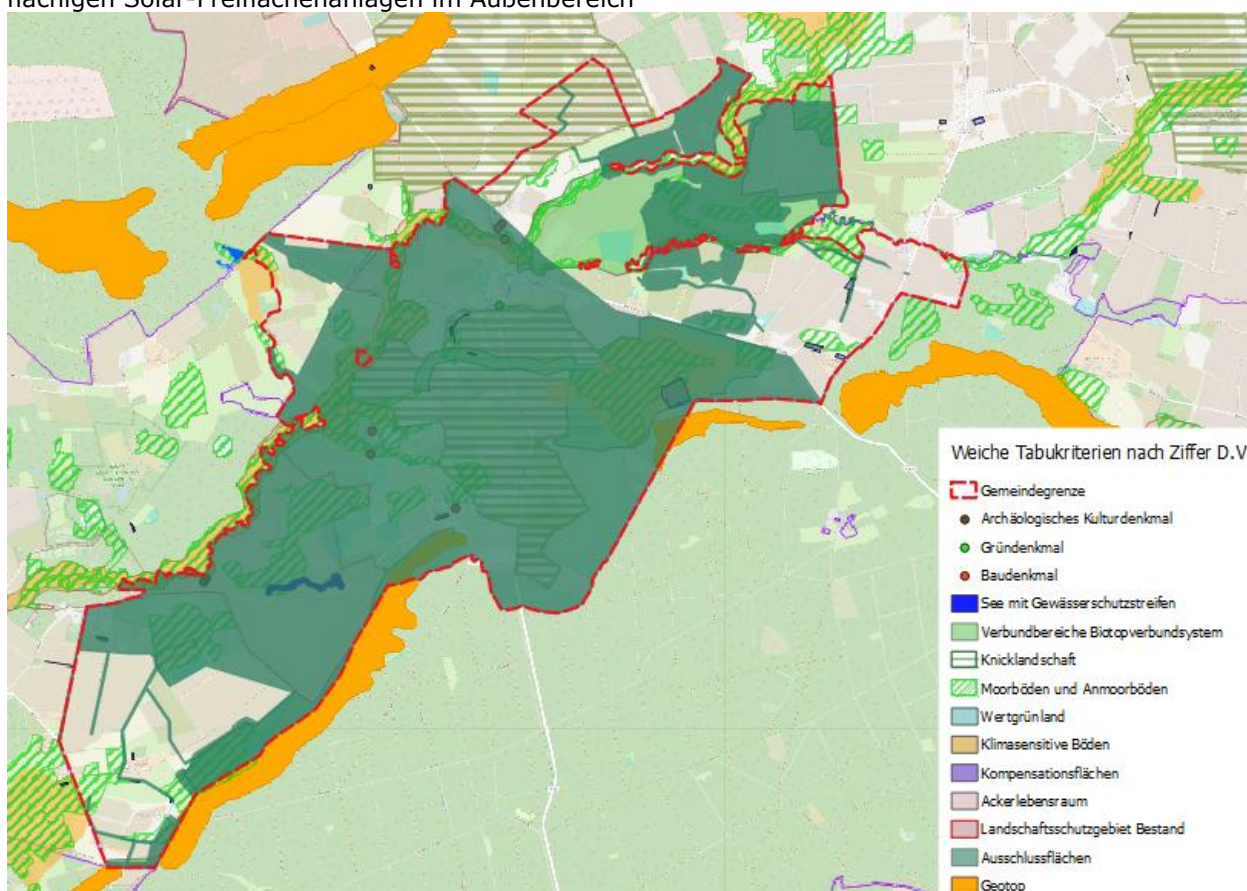 flächigen Solar-Freiflächenanlagen im Außenbereich
Weiche Tabukriterien nach Ziffer D.V
Gemeindegrenze
Archäologisches Kulturdenkmal
Gründenkmal
Baudenkmal
See mit Gewässerschutzstreifen
Verbundbereiche Biotopverbundsystem
Knicklandschaft
Moorböden und Anmoorböden
Wertgrünland
Klimasensitive Böden
Kompensationsflächen
Ackerlebensraum
Landschaftsschutzgebiet Bestand
Ausschlussflächen
Geotop